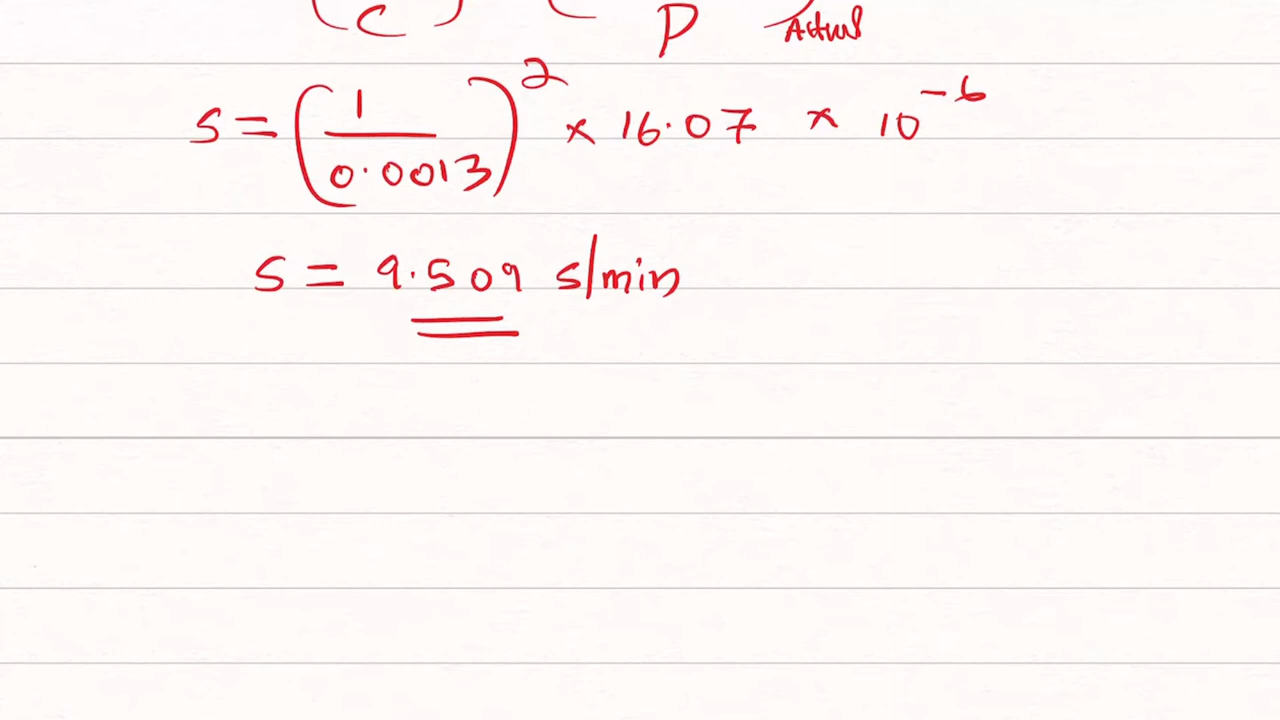 ( C ) ( P Actual
S = ( 1 / 0.0013 )² × 16.07 × 10⁻⁶
S = 9.509 s/min